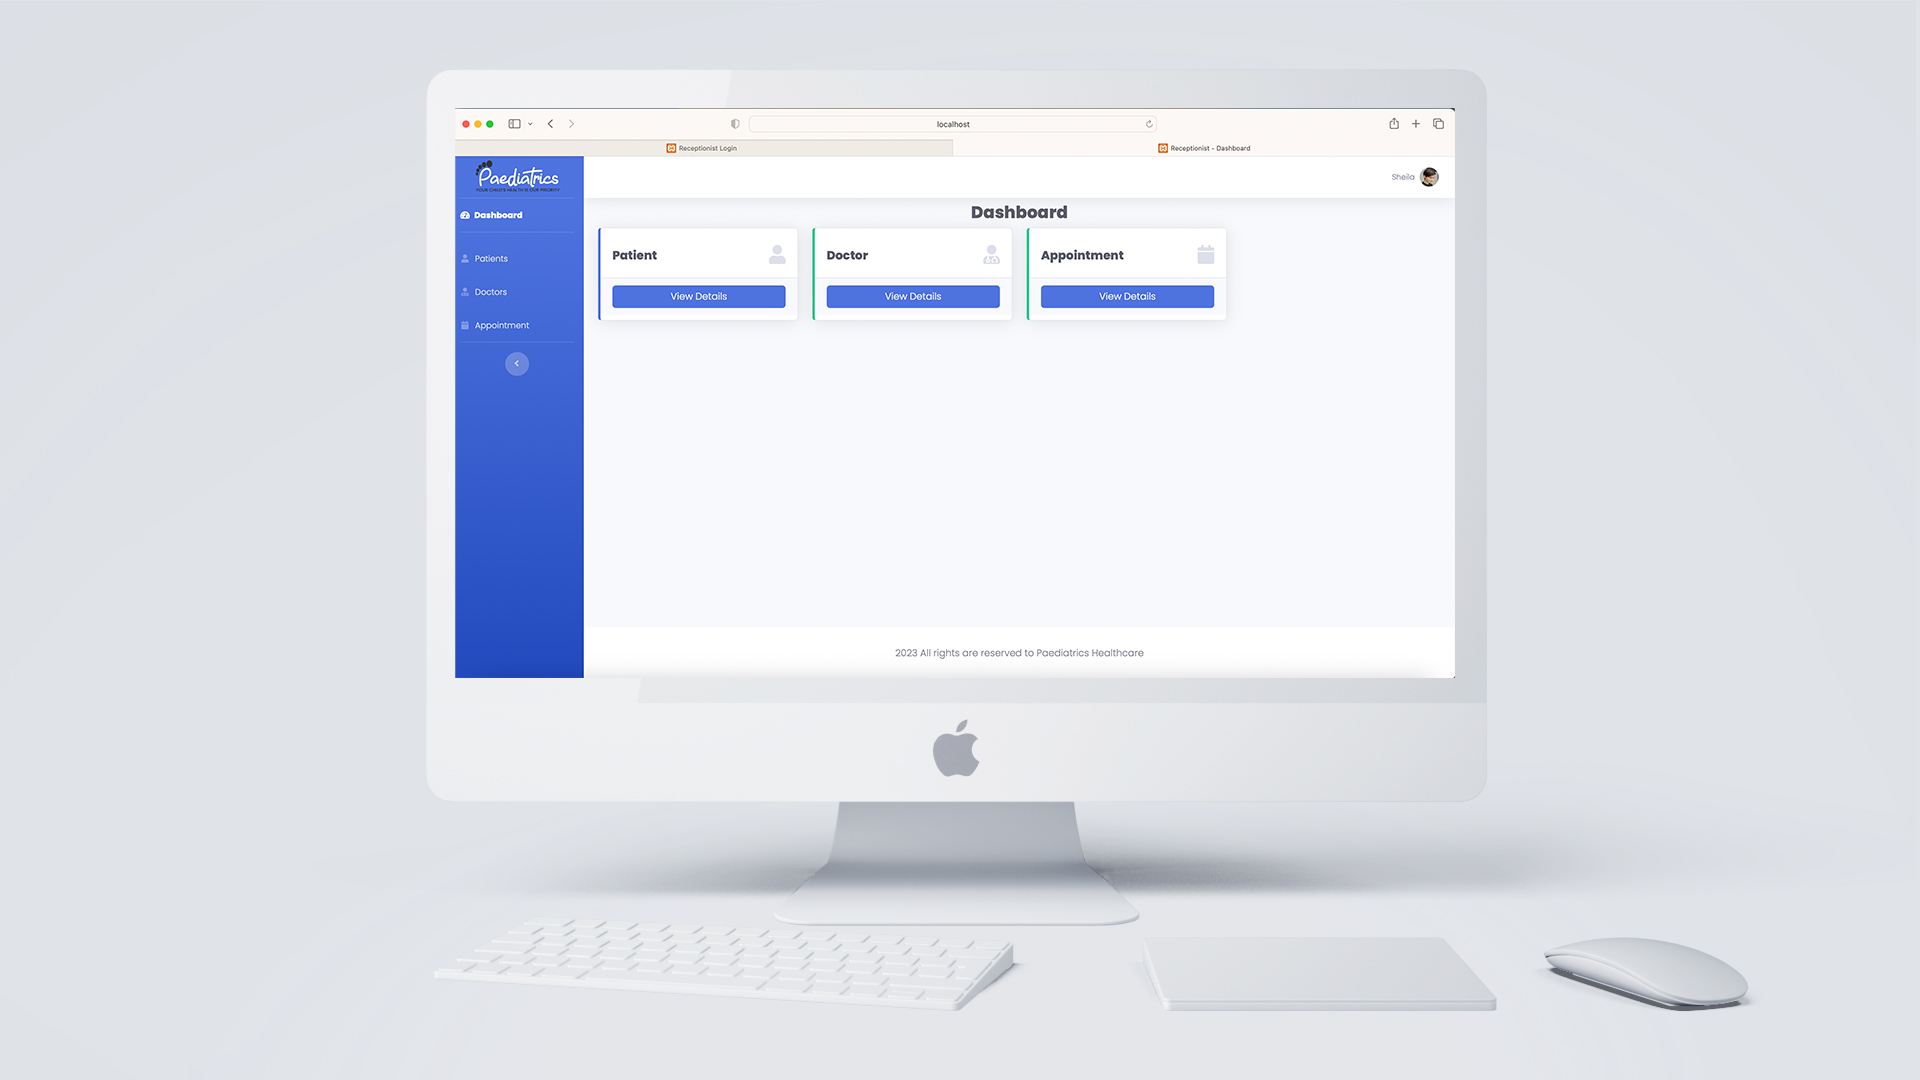 localhost
Receptionist Login
Receptionist - Dashboard
Paediatrics
YOUR CHILD'S HEALTH IS OUR PRIORITY
Sheila
Dashboard
Patients
Doctors
Appointment
Dashboard
Patient
View Details
Doctor
View Details
Appointment
View Details
2023 All rights are reserved to Paediatrics Healthcare